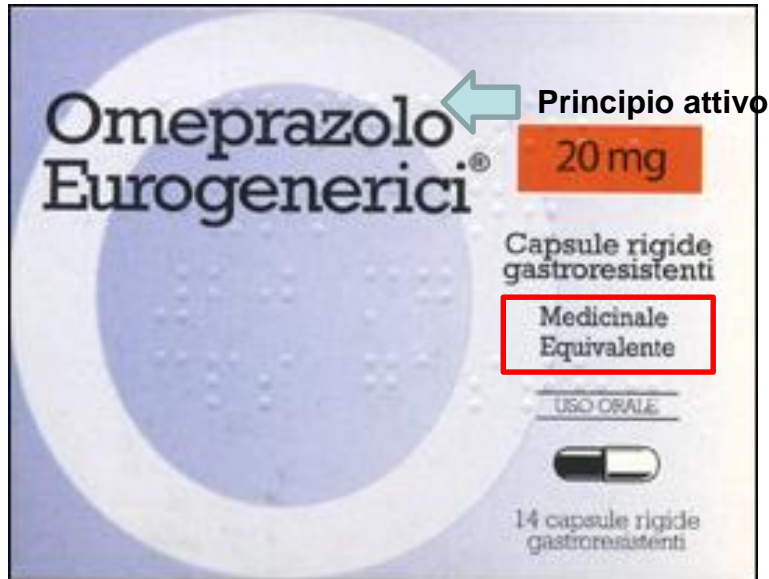 Omeprazolo
Eurogenerici®
Principio attivo
20 mg
Capsule rigide
gastroresistenti
Medicinale
Equivalente
USO ORALE
14 capsule rigide
gastroresistenti